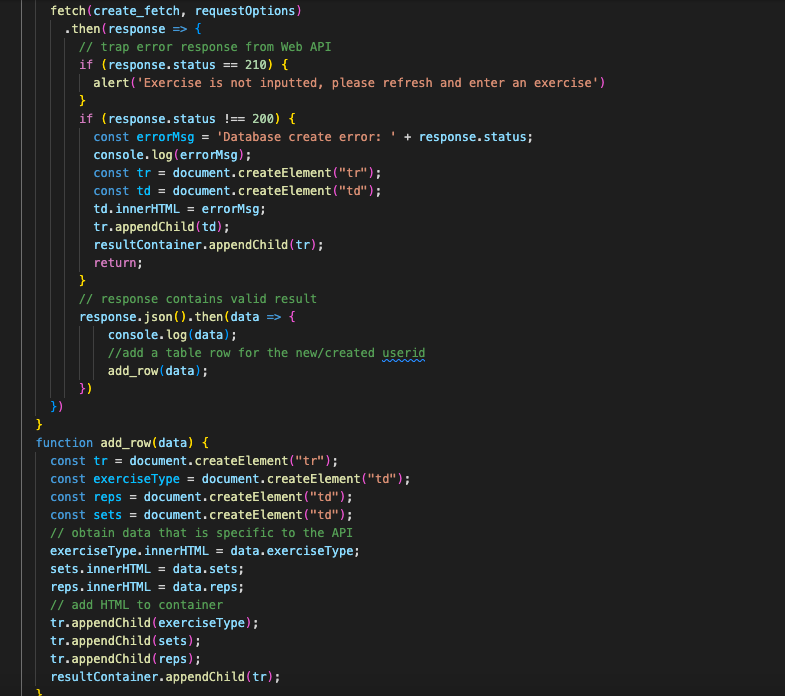 fetch(create_fetch, requestOptions)
.then(response => {
// trap error response from Web API
if (response.status == 210) {
alert('Exercise is not inputted, please refresh and enter an exercise')
}
if (response.status !== 200) {
const errorMsg = 'Database create error: ' + response.status;
console.log(errorMsg);
const tr = document.createElement("tr");
const td = document.createElement("td");
td.innerHTML = errorMsg;
tr.appendChild(td);
resultContainer.appendChild(tr);
return;
}
// response contains valid result
response.json().then(data => {
console.log(data);
//add a table row for the new/created userid
add_row(data);
})
})
}
function add_row(data) {
const tr = document.createElement("tr");
const exerciseType = document.createElement("td");
const reps = document.createElement("td");
const sets = document.createElement("td");
// obtain data that is specific to the API
exerciseType.innerHTML = data.exerciseType;
sets.innerHTML = data.sets;
reps.innerHTML = data.reps;
// add HTML to container
tr.appendChild(exerciseType);
tr.appendChild(sets);
tr.appendChild(reps);
resultContainer.appendChild(tr);
}